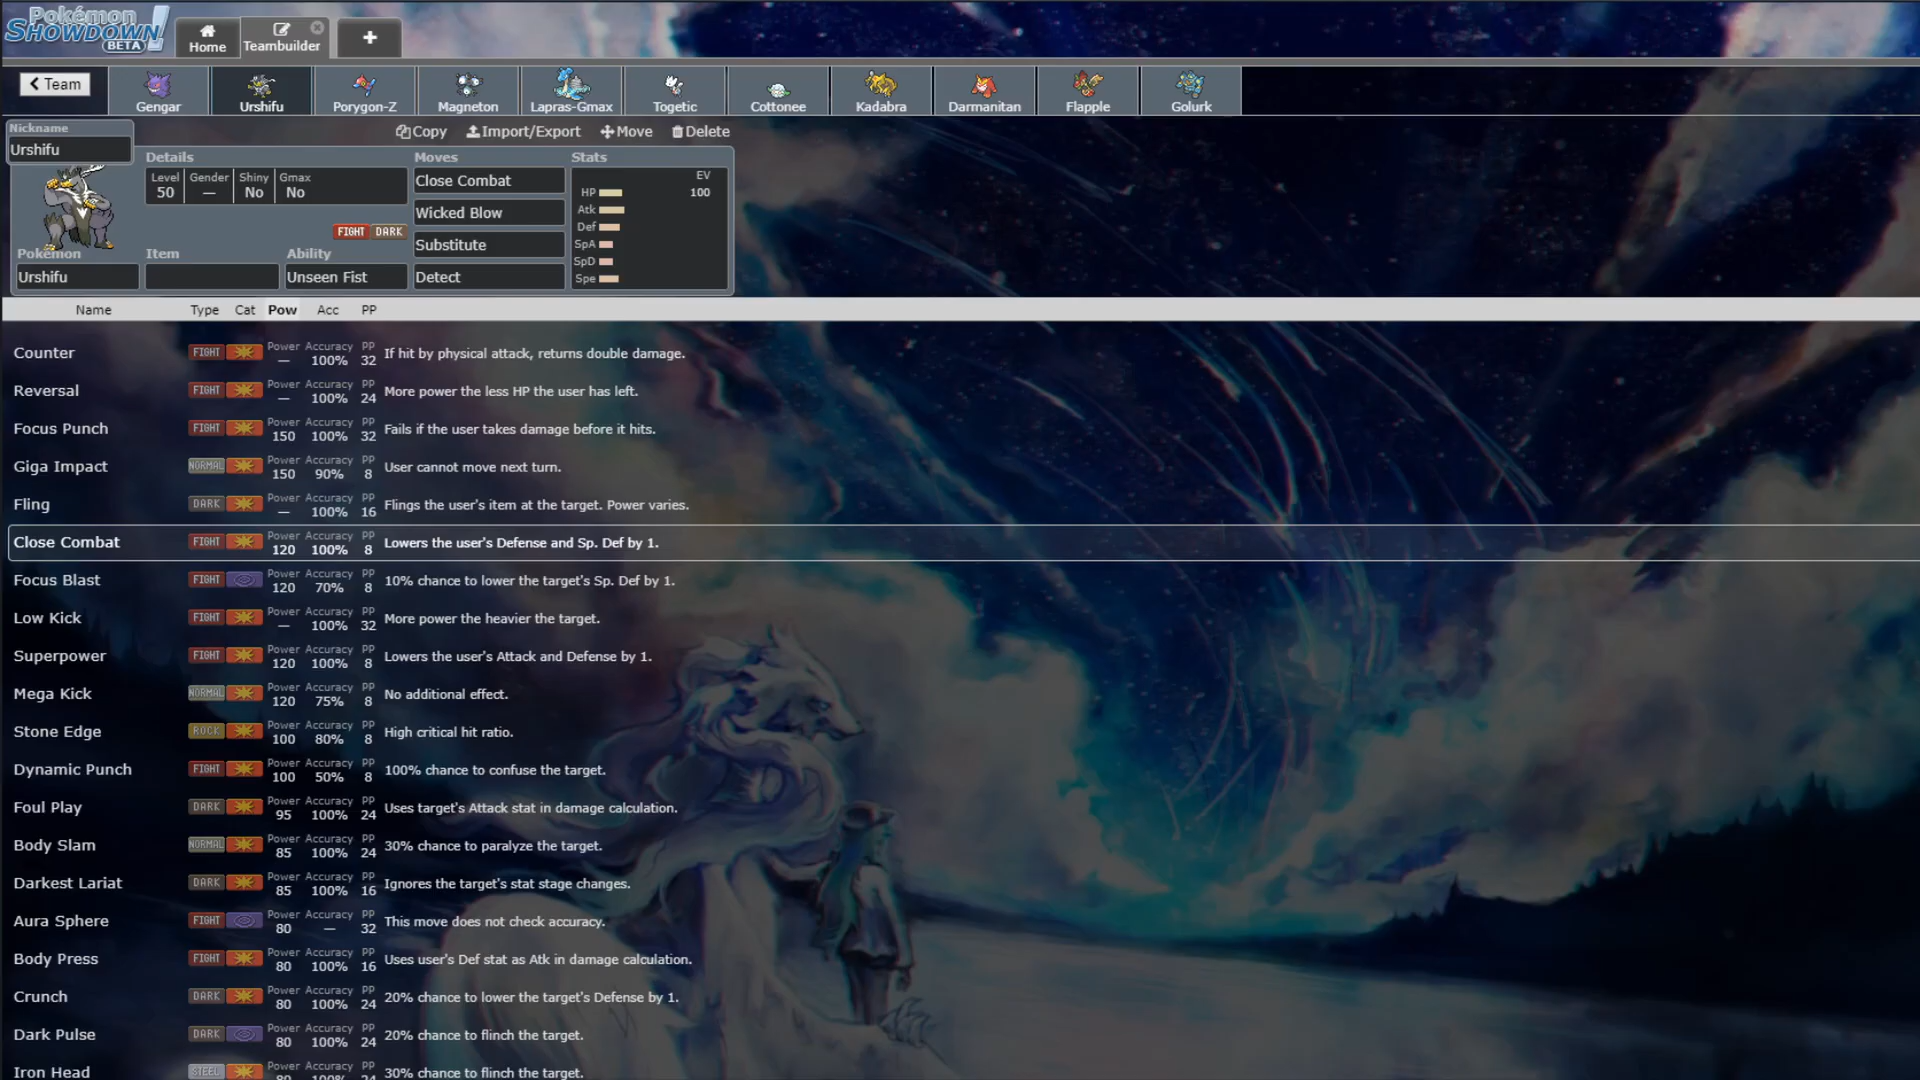 Pokémon
SHOWDOWN!
BETA
Home
Teambuilder
Team
Gengar
Urshifu
Porygon-Z
Magneton
Lapras-Gmax
Togetic
Cottonee
Kadabra
Darmanitan
Flapple
Golurk
Copy Import/Export Move Delete
Nickname
Urshifu
Details
Level Gender Shiny Gmax
50 — No No
FIGHT DARK
Pokémon Item Ability
Urshifu Unseen Fist
Moves
Close Combat
Wicked Blow
Substitute
Detect
Stats
EV
HP 100
Atk
Def
SpA
SpD
Spe
Name Type Cat Pow Acc PP
Counter FIGHT Power — Accuracy 100% PP 32 If hit by physical attack, returns double damage.
Reversal FIGHT Power — Accuracy 100% PP 24 More power the less HP the user has left.
Focus Punch FIGHT Power 150 Accuracy 100% PP 32 Fails if the user takes damage before it hits.
Giga Impact NORMAL Power 150 Accuracy 90% PP 8 User cannot move next turn.
Fling DARK Power — Accuracy 100% PP 16 Flings the user's item at the target. Power varies.
Close Combat FIGHT Power 120 Accuracy 100% PP 8 Lowers the user's Defense and Sp. Def by 1.
Focus Blast FIGHT Power 120 Accuracy 70% PP 8 10% chance to lower the target's Sp. Def by 1.
Low Kick FIGHT Power — Accuracy 100% PP 32 More power the heavier the target.
Superpower FIGHT Power 120 Accuracy 100% PP 8 Lowers the user's Attack and Defense by 1.
Mega Kick NORMAL Power 120 Accuracy 75% PP 8 No additional effect.
Stone Edge ROCK Power 100 Accuracy 80% PP 8 High critical hit ratio.
Dynamic Punch FIGHT Power 100 Accuracy 50% PP 8 100% chance to confuse the target.
Foul Play DARK Power 95 Accuracy 100% PP 24 Uses target's Attack stat in damage calculation.
Body Slam NORMAL Power 85 Accuracy 100% PP 24 30% chance to paralyze the target.
Darkest Lariat DARK Power 85 Accuracy 100% PP 16 Ignores the target's stat stage changes.
Aura Sphere FIGHT Power 80 Accuracy — PP 32 This move does not check accuracy.
Body Press FIGHT Power 80 Accuracy 100% PP 16 Uses user's Def stat as Atk in damage calculation.
Crunch DARK Power 80 Accuracy 100% PP 24 20% chance to lower the target's Defense by 1.
Dark Pulse DARK Power 80 Accuracy 100% PP 24 20% chance to flinch the target.
Iron Head STEEL Power 80 Accuracy 100% PP 24 30% chance to flinch the target.